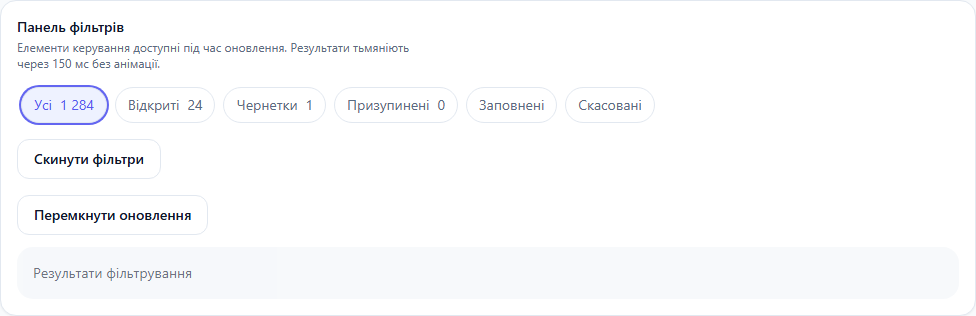 Панель фільтрів
Елементи керування доступні під час оновлення. Результати тьмяніють
через 150 мс без анімації.
Усі 1 284 Відкриті 24 Чернетки 1 Призупинені 0 Заповнені Скасовані
Скинути фільтри
Перемкнути оновлення
Результати фільтрування